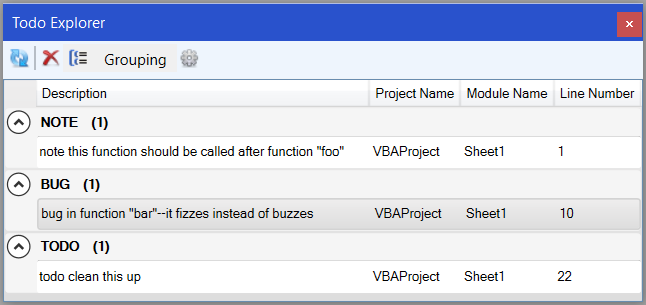 Todo Explorer
Grouping
Description Project Name Module Name Line Number
NOTE (1)
note this function should be called after function "foo" VBAProject Sheet1 1
BUG (1)
bug in function "bar"--it fizzes instead of buzzes VBAProject Sheet1 10
TODO (1)
todo clean this up VBAProject Sheet1 22